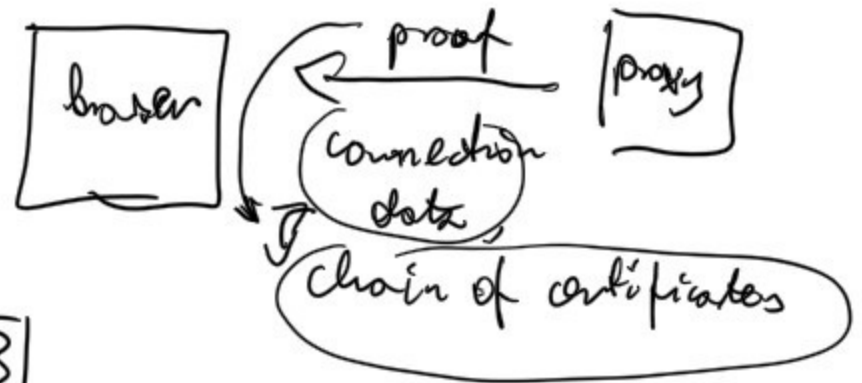 proof
browser
proxy
connection
data
chain of certificates